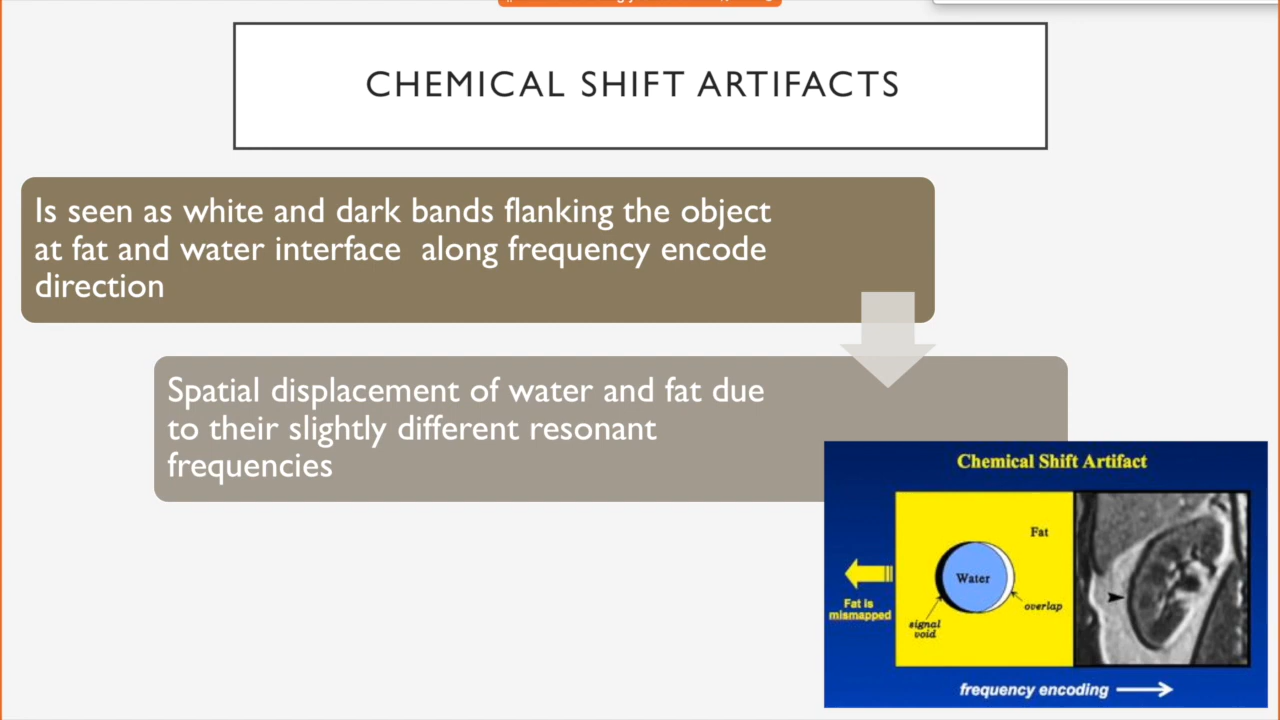 CHEMICAL SHIFT ARTIFACTS
Is seen as white and dark bands flanking the object
at fat and water interface along frequency encode
direction
Spatial displacement of water and fat due
to their slightly different resonant
frequencies
Chemical Shift Artifact
Fat
Water
overlap
signal
void
Fat is
mismapped
frequency encoding